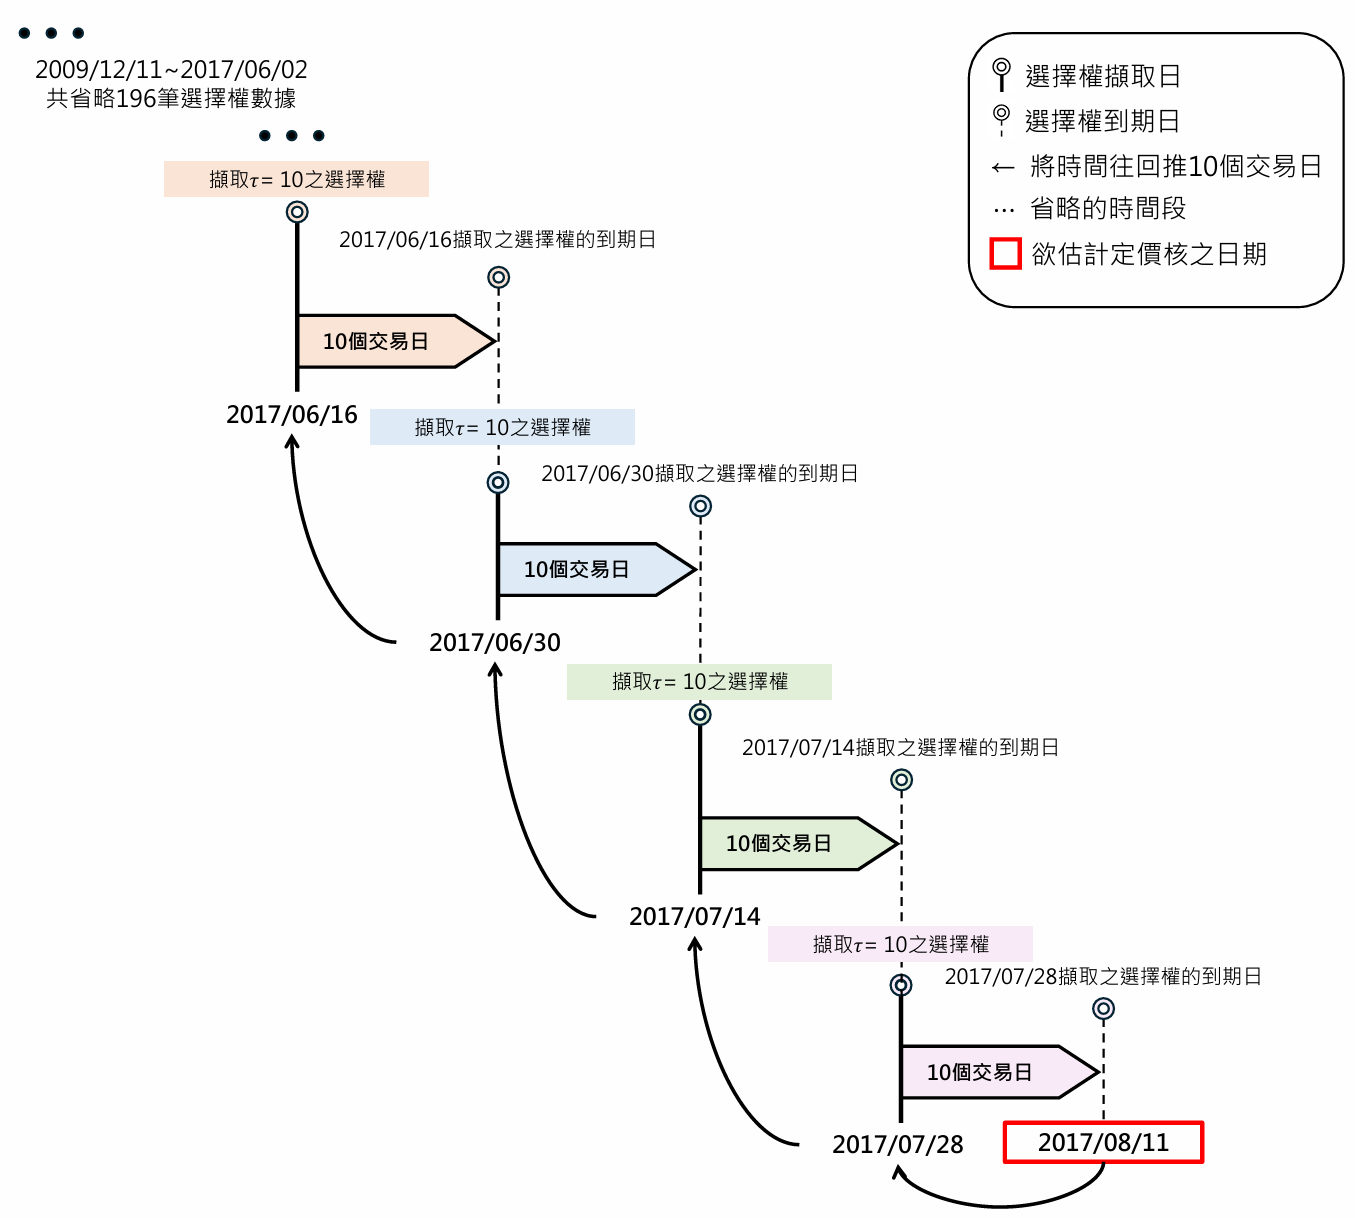 2009/12/11~2017/06/02
共省略196筆選擇權數據
選擇權擷取日
選擇權到期日
← 將時間往回推10個交易日
… 省略的時間段
欲估計定價核之日期
擷取τ= 10之選擇權
2017/06/16擷取之選擇權的到期日
10個交易日
2017/06/16
擷取τ= 10之選擇權
2017/06/30擷取之選擇權的到期日
10個交易日
2017/06/30
擷取τ= 10之選擇權
2017/07/14擷取之選擇權的到期日
10個交易日
2017/07/14
擷取τ= 10之選擇權
2017/07/28擷取之選擇權的到期日
10個交易日
2017/07/28
2017/08/11